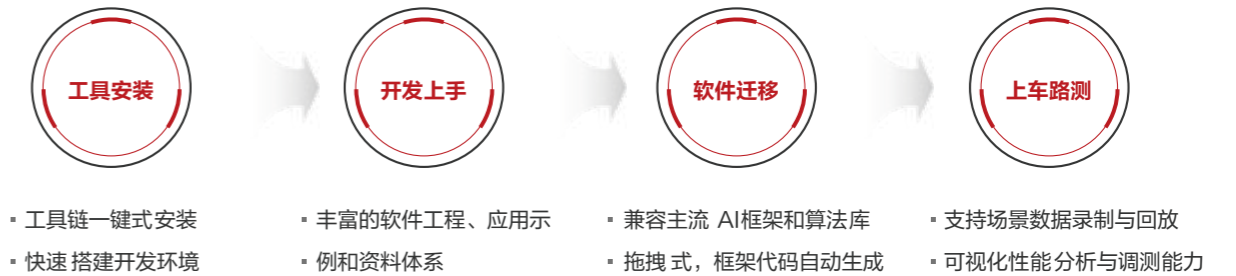 工具安装
开发上手
软件迁移
上车路测
▪ 工具链一键式安装
▪ 快速搭建开发环境
▪ 丰富的软件工程、应用示
▪ 例和资料体系
▪ 兼容主流 AI框架和算法库
▪ 拖拽式，框架代码自动生成
▪ 支持场景数据录制与回放
▪ 可视化性能分析与调测能力